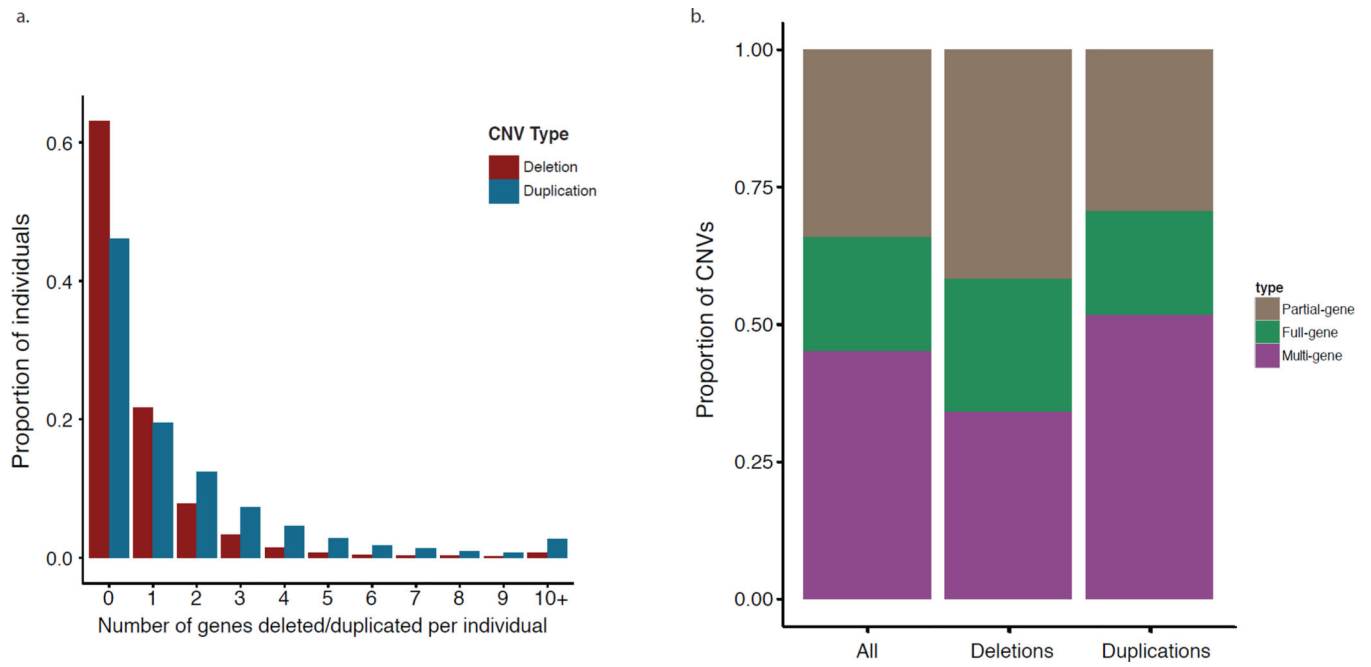 a.
Proportion of individuals
0.6
0.4
0.2
0.0
0 1 2 3 4 5 6 7 8 9 10+
Number of genes deleted/duplicated per individual
CNV Type
Deletion
Duplication
b.
Proportion of CNVs
1.00
0.75
0.50
0.25
0.00
All Deletions Duplications
type
Partial-gene
Full-gene
Multi-gene